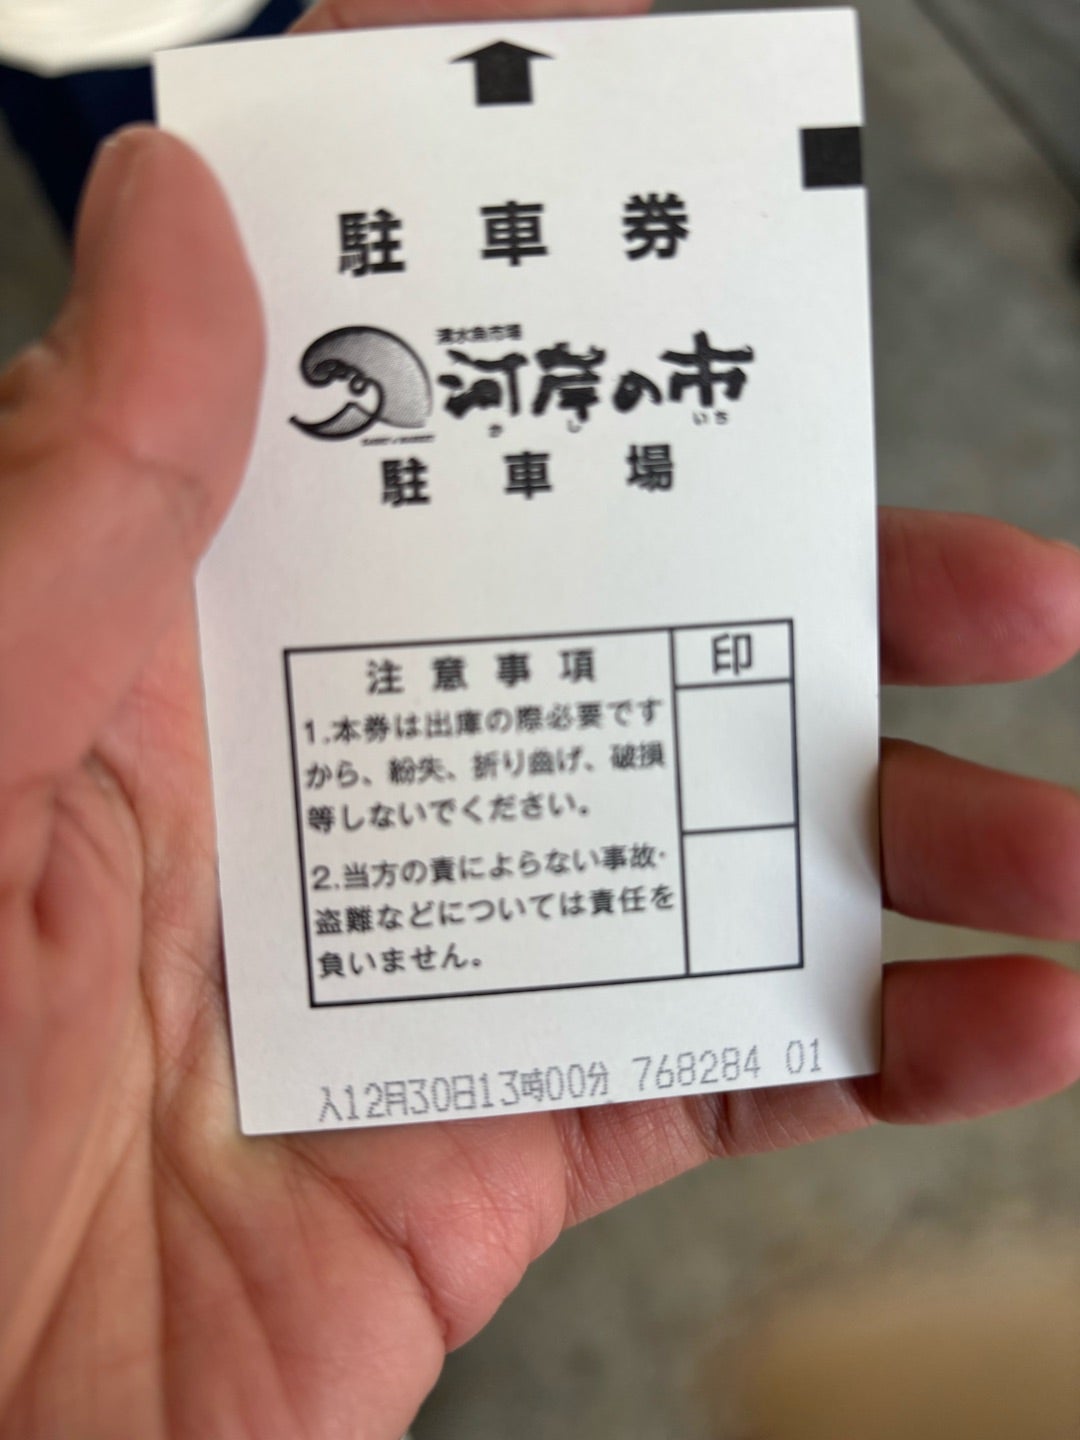 駐車券
清水魚市場
河岸の市
か し いち
駐車場
注意事項
印
1.本券は出庫の際必要です
から、紛失、折り曲げ、破損
等しないでください。
2.当方の責によらない事故・
盗難などについては責任を
負いません。
入12月30日13時00分 768284 01